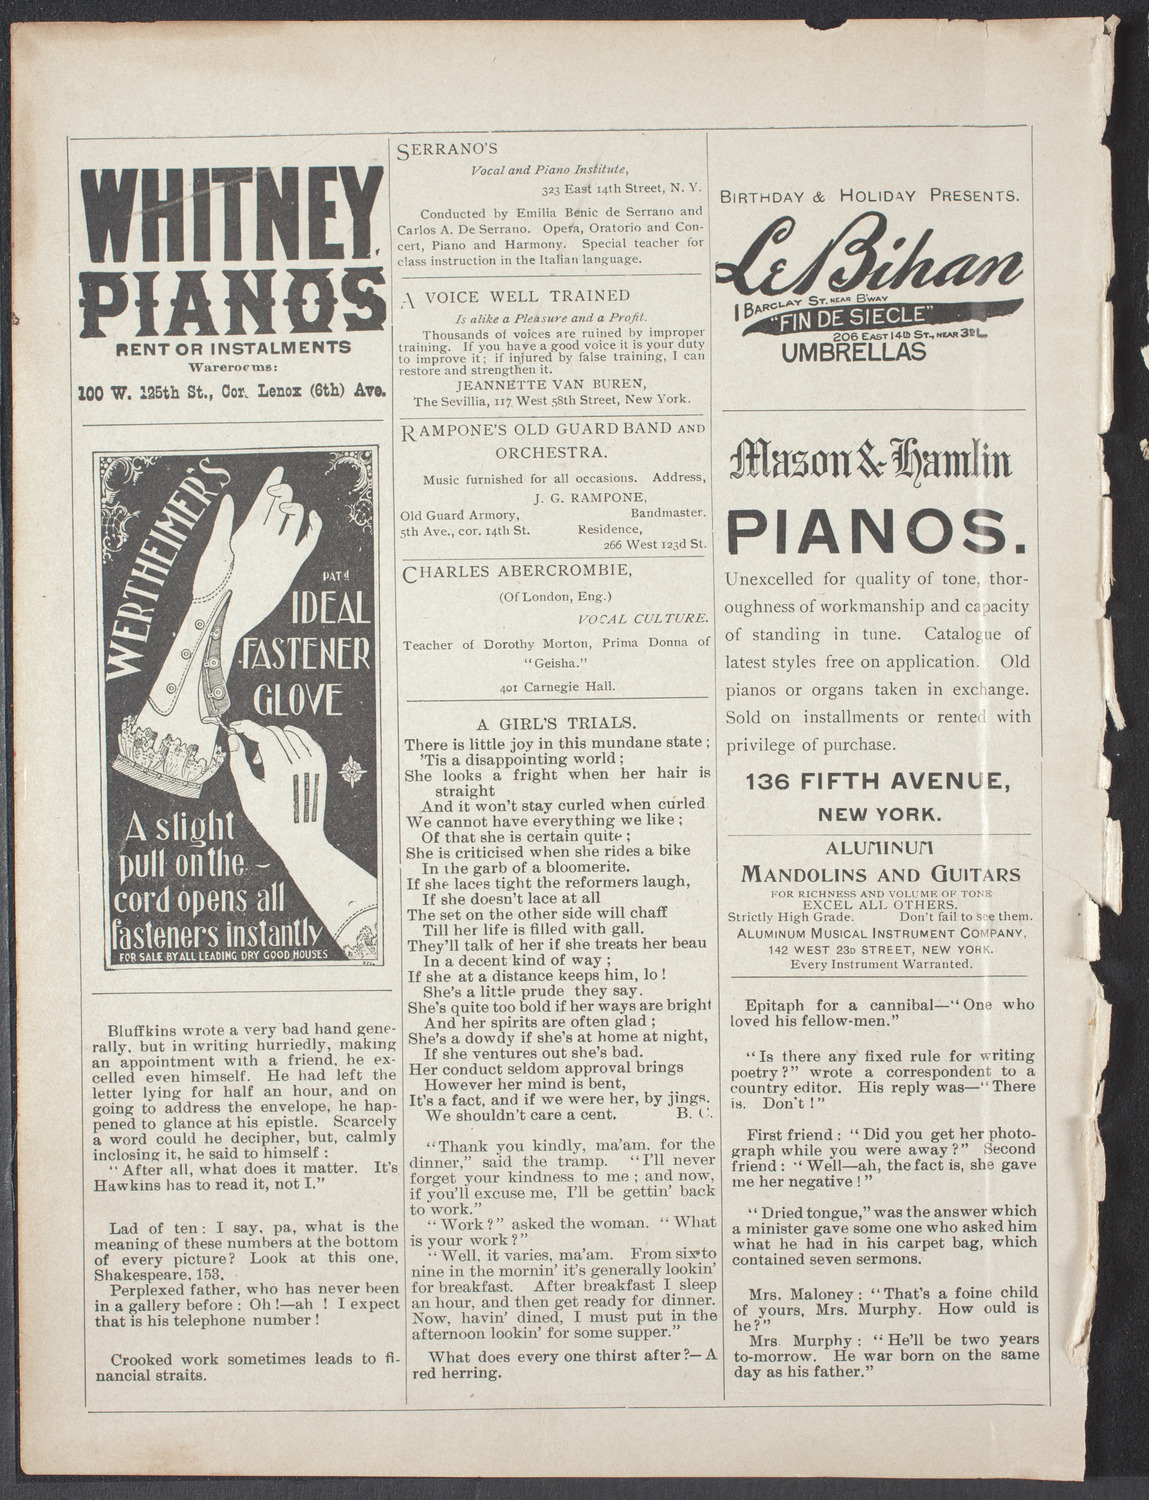 WHITNEY
PIANOS
RENT OR INSTALMENTS
Warerooms:
100 W. 125th St., Cor. Lenox (6th) Ave.
WERTHEIMER'S
PAT'd
IDEAL
FASTENER
GLOVE
A slight
pull on the
cord opens all
fasteners instantly
FOR SALE BY ALL LEADING DRY GOOD HOUSES
Bluffkins wrote a very bad hand gene-
rally, but in writing hurriedly, making
an appointment with a friend, he ex-
celled even himself. He had left the
letter lying for half an hour, and on
going to address the envelope, he hap-
pened to glance at his epistle. Scarcely
a word could he decipher, but, calmly
inclosing it, he said to himself :
"After all, what does it matter. It's
Hawkins has to read it, not I."
Lad of ten : I say, pa, what is the
meaning of these numbers at the bottom
of every picture? Look at this one,
Shakespeare, 153.
Perplexed father, who has never been
in a gallery before : Oh !—ah ! I expect
that is his telephone number !
Crooked work sometimes leads to fi-
nancial straits.
SERRANO'S
Vocal and Piano Institute,
323 East 14th Street, N. Y.
Conducted by Emilia Benic de Serrano and
Carlos A. De Serrano. Opera, Oratorio and Con-
cert, Piano and Harmony. Special teacher for
class instruction in the Italian language.
A VOICE WELL TRAINED
Is alike a Pleasure and a Profit.
Thousands of voices are ruined by improper
training. If you have a good voice it is your duty
to improve it ; if injured by false training, I can
restore and strengthen it.
JEANNETTE VAN BUREN,
The Sevillia, 117 West 58th Street, New York.
RAMPONE'S OLD GUARD BAND AND
ORCHESTRA.
Music furnished for all occasions. Address,
J. G. RAMPONE,
Old Guard Armory, Bandmaster.
5th Ave., cor. 14th St. Residence,
266 West 123d St.
CHARLES ABERCROMBIE,
(Of London, Eng.)
VOCAL CULTURE.
Teacher of Dorothy Morton, Prima Donna of
"Geisha."
401 Carnegie Hall.
A GIRL'S TRIALS.
There is little joy in this mundane state ;
'Tis a disappointing world ;
She looks a fright when her hair is
straight
And it won't stay curled when curled
We cannot have everything we like ;
Of that she is certain quite ;
She is criticised when she rides a bike
In the garb of a bloomerite.
If she laces tight the reformers laugh,
If she doesn't lace at all
The set on the other side will chaff
Till her life is filled with gall.
They'll talk of her if she treats her beau
In a decent kind of way ;
If she at a distance keeps him, lo !
She's a little prude they say.
She's quite too bold if her ways are bright
And her spirits are often glad ;
She's a dowdy if she's at home at night,
If she ventures out she's bad.
Her conduct seldom approval brings
However her mind is bent,
It's a fact, and if we were her, by jings.
We shouldn't care a cent. B. C.
"Thank you kindly, ma'am. for the
dinner," said the tramp. "I'll never
forget your kindness to me ; and now,
if you'll excuse me, I'll be gettin' back
to work."
"Work ?" asked the woman. "What
is your work ?"
"Well, it varies, ma'am. From six to
nine in the mornin' it's generally lookin'
for breakfast. After breakfast I sleep
an hour, and then get ready for dinner.
Now, havin' dined, I must put in the
afternoon lookin' for some supper."
What does every one thirst after ?—A
red herring.
BIRTHDAY & HOLIDAY PRESENTS.
Le Bihan
1 BARCLAY ST. NEAR B'WAY
"FIN DE SIECLE"
206 EAST 14th ST., NEAR 3D
UMBRELLAS
Mason & Hamlin
PIANOS.
Unexcelled for quality of tone, thor-
oughness of workmanship and capacity
of standing in tune. Catalogue of
latest styles free on application. Old
pianos or organs taken in exchange.
Sold on installments or rented with
privilege of purchase.
136 FIFTH AVENUE,
NEW YORK.
ALUMINUM
MANDOLINS AND GUITARS
FOR RICHNESS AND VOLUME OF TONE
EXCEL ALL OTHERS.
Strictly High Grade. Don't fail to see them.
ALUMINUM MUSICAL INSTRUMENT COMPANY,
142 WEST 23D STREET, NEW YORK.
Every Instrument Warranted.
Epitaph for a cannibal—"One who
loved his fellow-men."
"Is there any fixed rule for writing
poetry ?" wrote a correspondent to a
country editor. His reply was—"There
is. Don't !"
First friend : "Did you get her photo-
graph while you were away ?" Second
friend : "Well—ah, the fact is, she gave
me her negative !"
"Dried tongue," was the answer which
a minister gave some one who asked him
what he had in his carpet bag, which
contained seven sermons.
Mrs. Maloney : "That's a foine child
of yours, Mrs. Murphy. How ould is
he ?"
Mrs. Murphy : "He'll be two years
to-morrow. He war born on the same
day as his father."